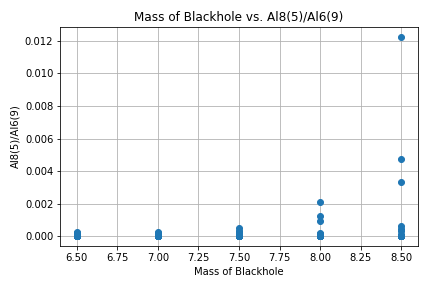 Mass of Blackhole vs. Al8(5)/Al6(9)
0.012
0.010
0.008
0.006
0.004
0.002
0.000
Al8(5)/Al6(9)
6.50 6.75 7.00 7.25 7.50 7.75 8.00 8.25 8.50
Mass of Blackhole